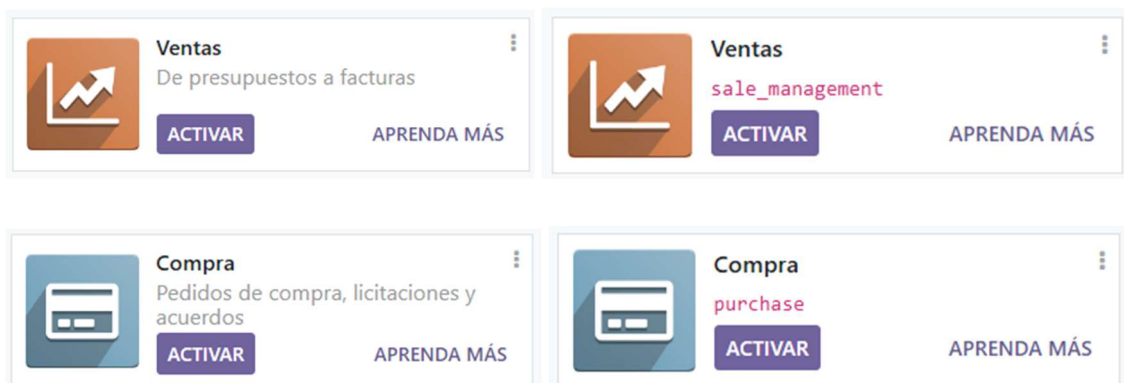 Ventas
De presupuestos a facturas
ACTIVAR
APRENDA MÁS
Ventas
sale_management
ACTIVAR
APRENDA MÁS
Compra
Pedidos de compra, licitaciones y
acuerdos
ACTIVAR
APRENDA MÁS
Compra
purchase
ACTIVAR
APRENDA MÁS